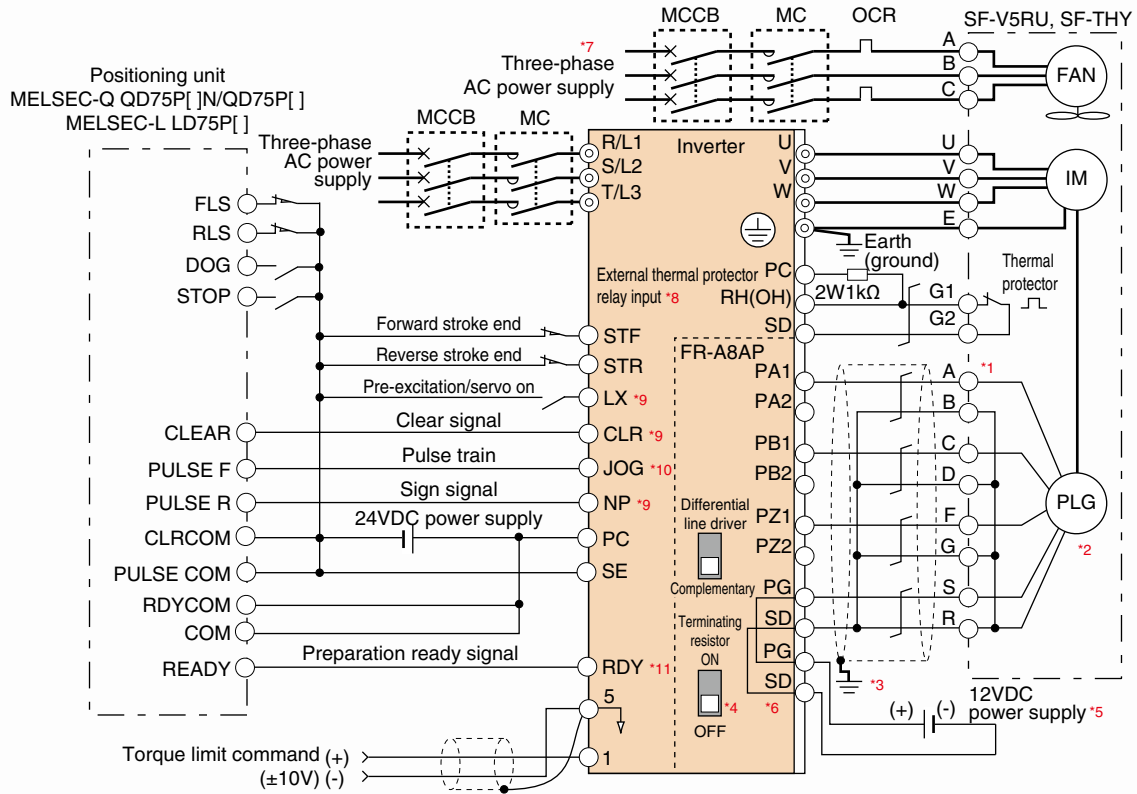 MCCB
MC
OCR
SF-V5RU, SF-THY
*7
Three-phase
AC power supply
A
B
C
FAN
Positioning unit
MELSEC-Q QD75P[ ]N/QD75P[ ]
MELSEC-L LD75P[ ]
MCCB
MC
Three-phase
AC power
supply
R/L1
S/L2
T/L3
Inverter
U
V
W
U
V
W
E
IM
Earth
(ground)
FLS
RLS
DOG
STOP
External thermal protector
relay input *8
PC
RH(OH)
SD
2W1kΩ
G1
G2
Thermal
protector
Forward stroke end
STF
Reverse stroke end
STR
Pre-excitation/servo on
LX *9
CLEAR
Clear signal
CLR *9
PULSE F
Pulse train
JOG *10
PULSE R
Sign signal
NP *9
CLRCOM
24VDC power supply
PC
PULSE COM
SE
RDYCOM
COM
READY
Preparation ready signal
RDY *11
5
1
Torque limit command (+)
(±10V) (-)
FR-A8AP
PA1
PA2
PB1
PB2
PZ1
PZ2
PG
SD
PG
SD
Differential
line driver
Complementary
Terminating
resistor
ON
*4
*6
OFF
A
*1
B
C
D
F
G
S
R
PLG
*2
*3
(+)
(-)
12VDC
power supply *5